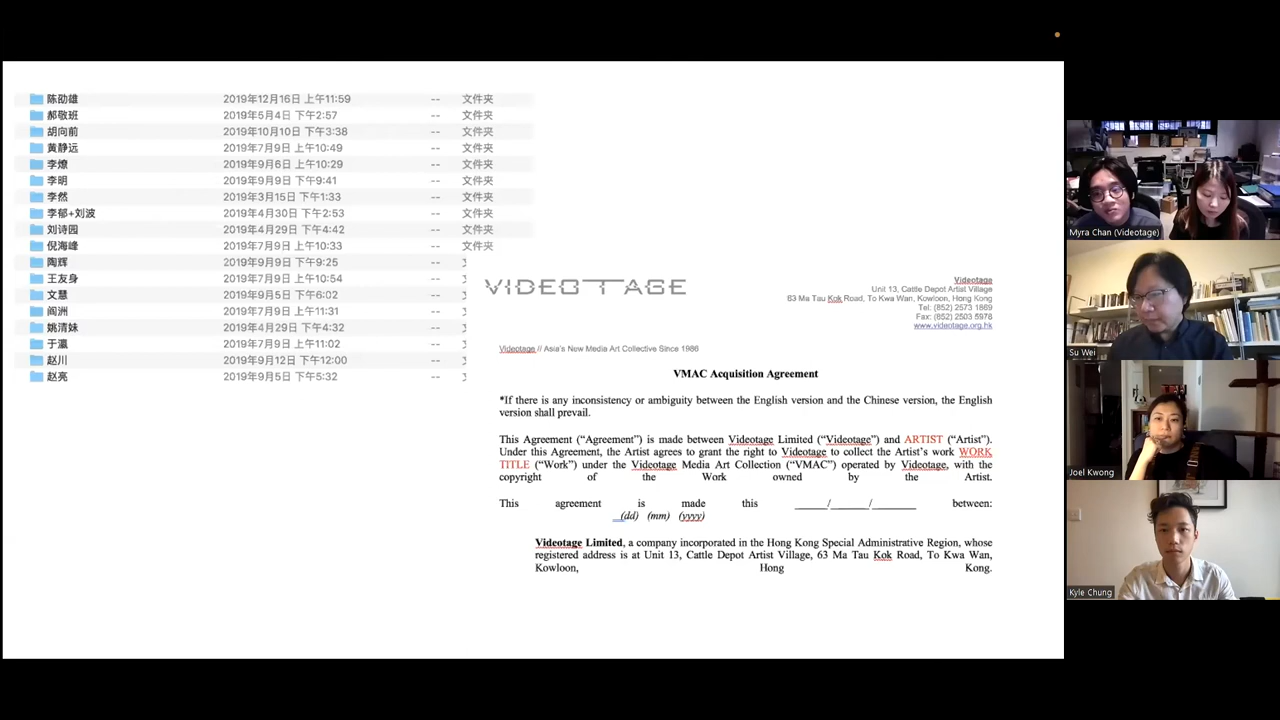 陈劭雄 2019年12月16日 上午11:59 -- 文件夹
郝敬班 2019年5月4日 下午2:57 -- 文件夹
胡向前 2019年10月10日 下午3:38 -- 文件夹
黄静远 2019年7月9日 上午10:49 -- 文件夹
李燎 2019年9月6日 上午10:29 -- 文件夹
李明 2019年9月9日 下午9:41 -- 文件夹
李然 2019年3月15日 下午1:33 -- 文件夹
李郁+刘波 2019年4月30日 下午2:53 -- 文件夹
刘诗园 2019年4月29日 下午4:42 -- 文件夹
倪海峰 2019年7月9日 上午10:33 -- 文件夹
陶辉 2019年9月9日 下午9:25 --
王友身 2019年7月9日 上午10:54 --
文慧 2019年9月5日 下午6:02 --
阎洲 2019年7月9日 上午11:31 --
姚清妹 2019年4月29日 下午4:32 --
于瀛 2019年7月9日 上午11:02 --
赵川 2019年9月12日 下午12:00 --
赵亮 2019年9月5日 下午5:32 --
VIDEOTTAGE
Videotage
Unit 13, Cattle Depot Artist Village,
63 Ma Tau Kok Road, To Kwa Wan, Kowloon, Hong Kong
Tel: (852) 2573 1869
Fax: (852) 2503 5978
www.videotage.org.hk
Videotage // Asia's New Media Art Collective Since 1986
VMAC Acquisition Agreement
*If there is any inconsistency or ambiguity between the English version and the Chinese version, the English
version shall prevail.
This Agreement (“Agreement”) is made between Videotage Limited (“Videotage”) and ARTIST (“Artist”).
Under this Agreement, the Artist agrees to grant the right to Videotage to collect the Artist's work WORK
TITLE (“Work”) under the Videotage Media Art Collection (“VMAC”) operated by Videotage, with the
copyright of the Work owned by the Artist.
This agreement is made this ______/_______/________ between:
(dd) (mm) (yyyy)
Videotage Limited, a company incorporated in the Hong Kong Special Administrative Region, whose
registered address is at Unit 13, Cattle Depot Artist Village, 63 Ma Tau Kok Road, To Kwa Wan,
Kowloon, Hong Kong.
Myra Chan (Videotage)
Su Wei
Joel Kwong
Kyle Chung